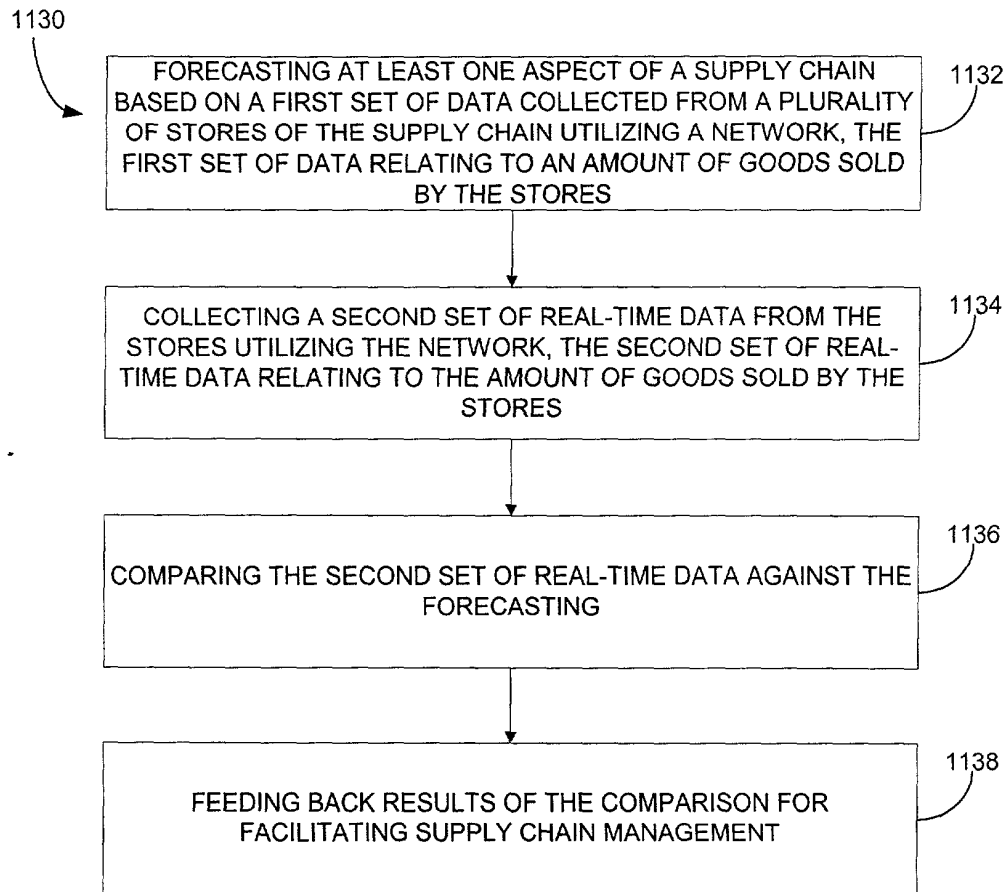 1130
FORECASTING AT LEAST ONE ASPECT OF A SUPPLY CHAIN
BASED ON A FIRST SET OF DATA COLLECTED FROM A PLURALITY
OF STORES OF THE SUPPLY CHAIN UTILIZING A NETWORK, THE
FIRST SET OF DATA RELATING TO AN AMOUNT OF GOODS SOLD
BY THE STORES
1132
COLLECTING A SECOND SET OF REAL-TIME DATA FROM THE
STORES UTILIZING THE NETWORK, THE SECOND SET OF REAL-
TIME DATA RELATING TO THE AMOUNT OF GOODS SOLD BY THE
STORES
1134
COMPARING THE SECOND SET OF REAL-TIME DATA AGAINST THE
FORECASTING
1136
FEEDING BACK RESULTS OF THE COMPARISON FOR
FACILITATING SUPPLY CHAIN MANAGEMENT
1138